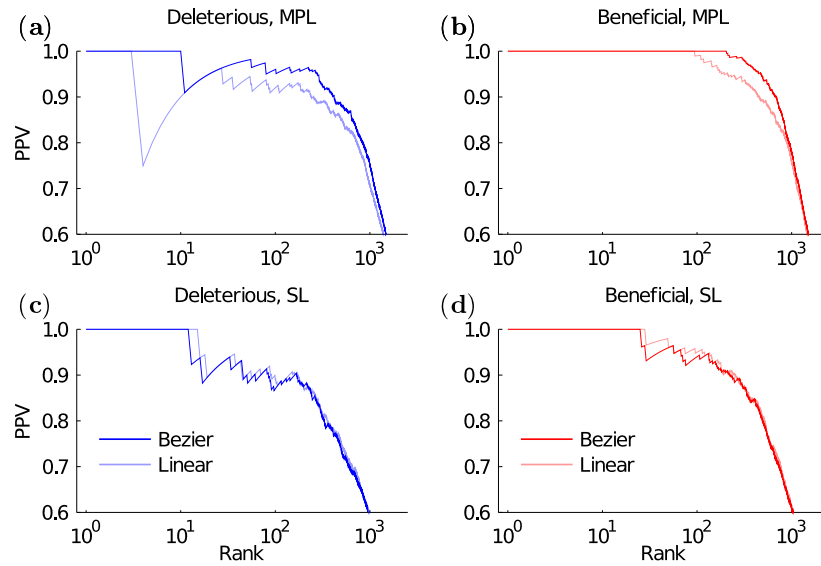 (a) Deleterious, MPL
(b) Beneficial, MPL
PPV
1.0
0.9
0.8
0.7
0.6
10^0 10^1 10^2 10^3
Rank
1.0
0.9
0.8
0.7
0.6
10^0 10^1 10^2 10^3
Rank
(c) Deleterious, SL
(d) Beneficial, SL
PPV
1.0
0.9
0.8
0.7
0.6
Bezier
Linear
10^0 10^1 10^2 10^3
Rank
1.0
0.9
0.8
0.7
0.6
Bezier
Linear
10^0 10^1 10^2 10^3
Rank